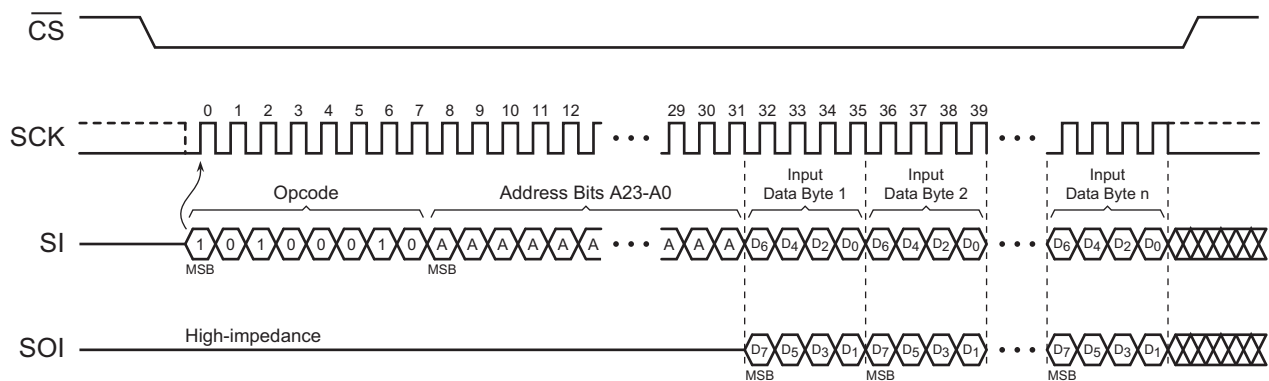 CS
SCK
0 1 2 3 4 5 6 7 8 9 10 11 12 29 30 31 32 33 34 35 36 37 38 39
Opcode
Address Bits A23-A0
Input
Data Byte 1
Input
Data Byte 2
Input
Data Byte n
SI
1 0 1 0 0 0 1 0 A A A A A A A A A D6 D4 D2 D0 D6 D4 D2 D0 D6 D4 D2 D0
MSB MSB
SOI
High-impedance
D7 D5 D3 D1 D7 D5 D3 D1 D7 D5 D3 D1
MSB MSB MSB